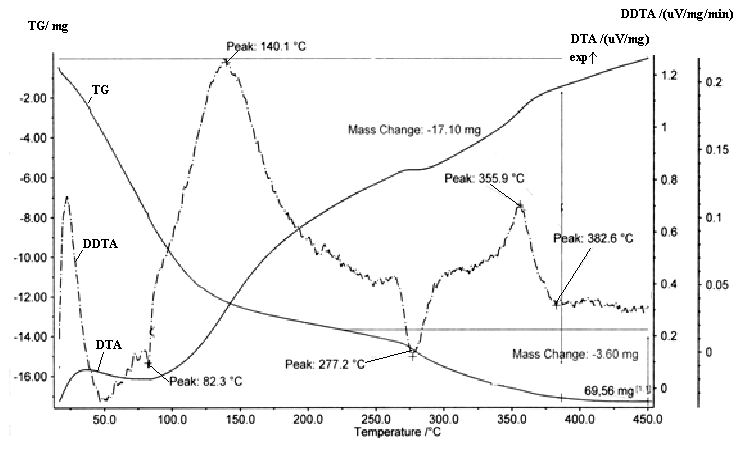 TG/ mg
DDTA /(uV/mg/min)
DTA /(uV/mg)
exp↑
Peak: 140.1 °C
TG
Mass Change: -17.10 mg
Peak: 355.9 °C
Peak: 382.6 °C
DDTA
DTA
Peak: 82.3 °C
Peak: 277.2 °C
Mass Change: -3.60 mg
69,56 mg
-2.00
-4.00
-6.00
-8.00
-10.00
-12.00
-14.00
-16.00
1.2
1
0.8
0.6
0.4
0.2
0
0.2
0.15
0.1
0.05
0
50.0 100.0 150.0 200.0 250.0 300.0 350.0 400.0 450.0
Temperature /°C